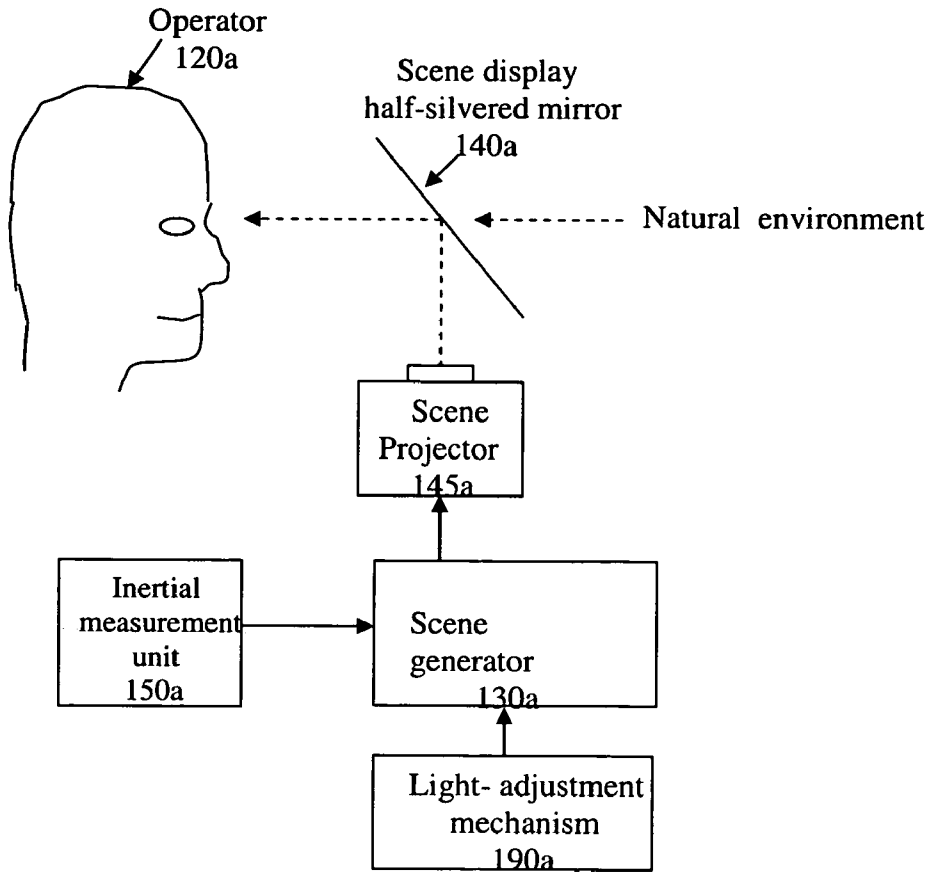 Operator
120a
Scene display
half-silvered mirror
140a
Natural environment
Scene
Projector
145a
Inertial
measurement
unit
150a
Scene
generator
130a
Light- adjustment
mechanism
190a